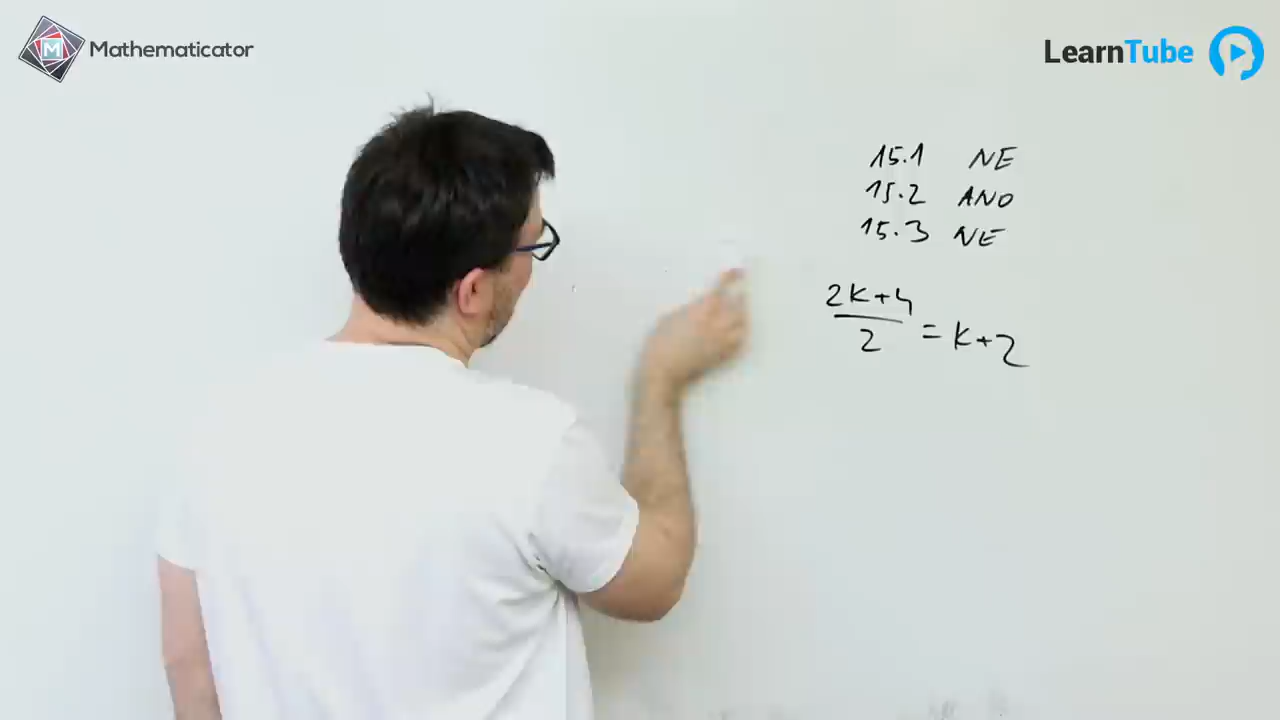 Mathematicator
LearnTube
15.1 NE
15.2 ANO
15.3 NE
2k+4
2
= k+2